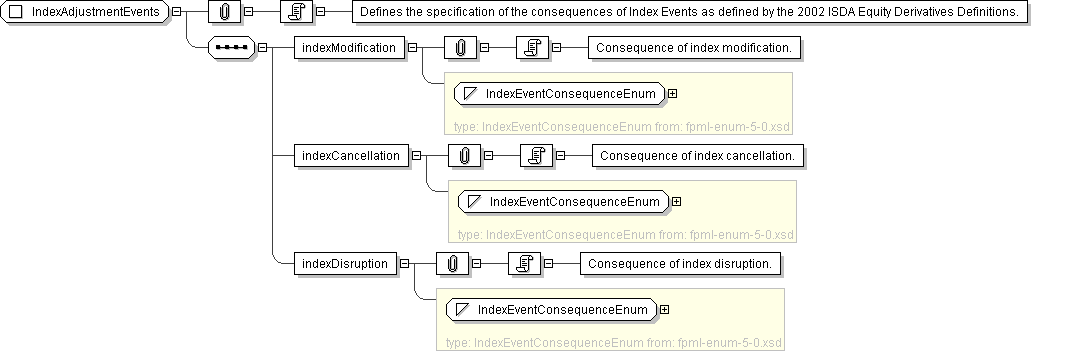 IndexAdjustmentEvents Defines the specification of the consequences of Index Events as defined by the 2002 ISDA Equity Derivatives Definitions.
indexModification Consequence of index modification.
IndexEventConsequenceEnum
type: IndexEventConsequenceEnum from: fpml-enum-5-0.xsd
indexCancellation Consequence of index cancellation.
IndexEventConsequenceEnum
type: IndexEventConsequenceEnum from: fpml-enum-5-0.xsd
indexDisruption Consequence of index disruption.
IndexEventConsequenceEnum
type: IndexEventConsequenceEnum from: fpml-enum-5-0.xsd